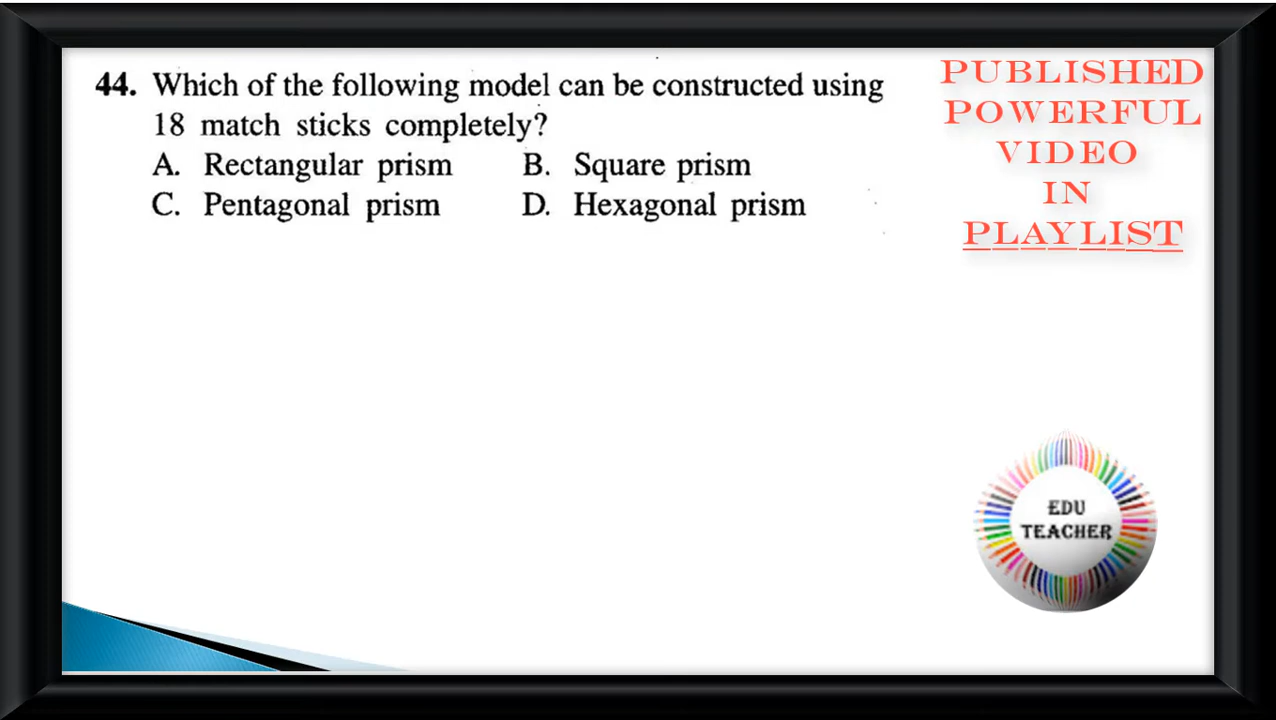 44. Which of the following model can be constructed using
18 match sticks completely?
A. Rectangular prism B. Square prism
C. Pentagonal prism D. Hexagonal prism
PUBLISHED
POWERFUL
VIDEO
IN
PLAYLIST
EDU
TEACHER